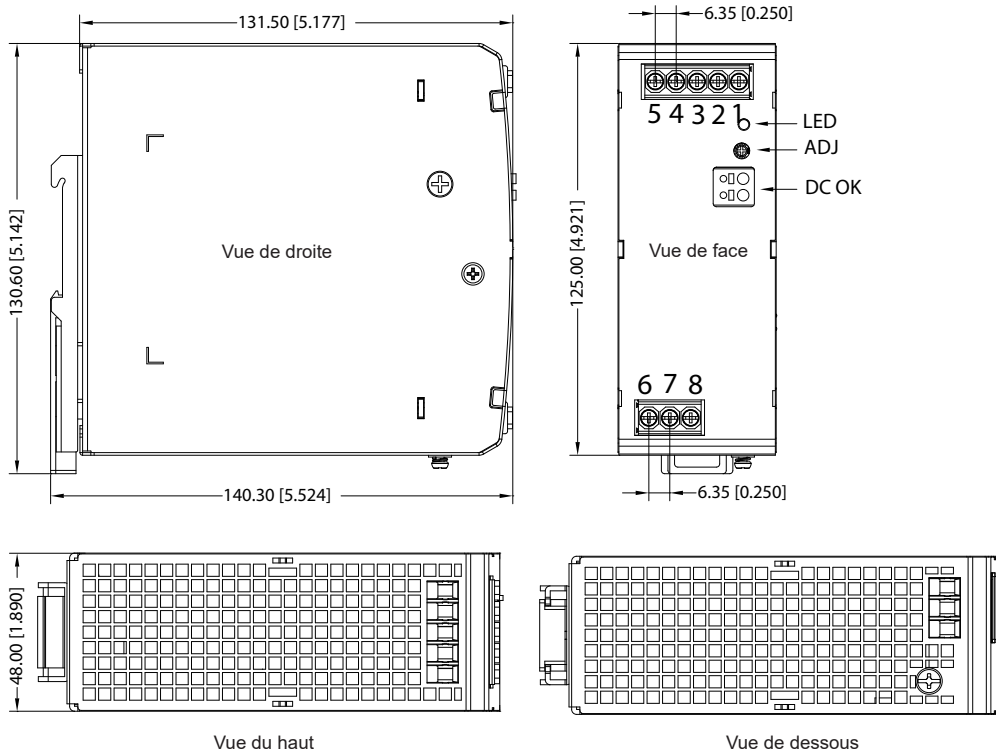 131.50 [5.177]
6.35 [0.250]
5 4 3 2 1
LED
ADJ
DC OK
130.60 [5.142]
Vue de droite
125.00 [4.921]
Vue de face
6 7 8
140.30 [5.524]
6.35 [0.250]
48.00 [1.890]
Vue du haut
Vue de dessous